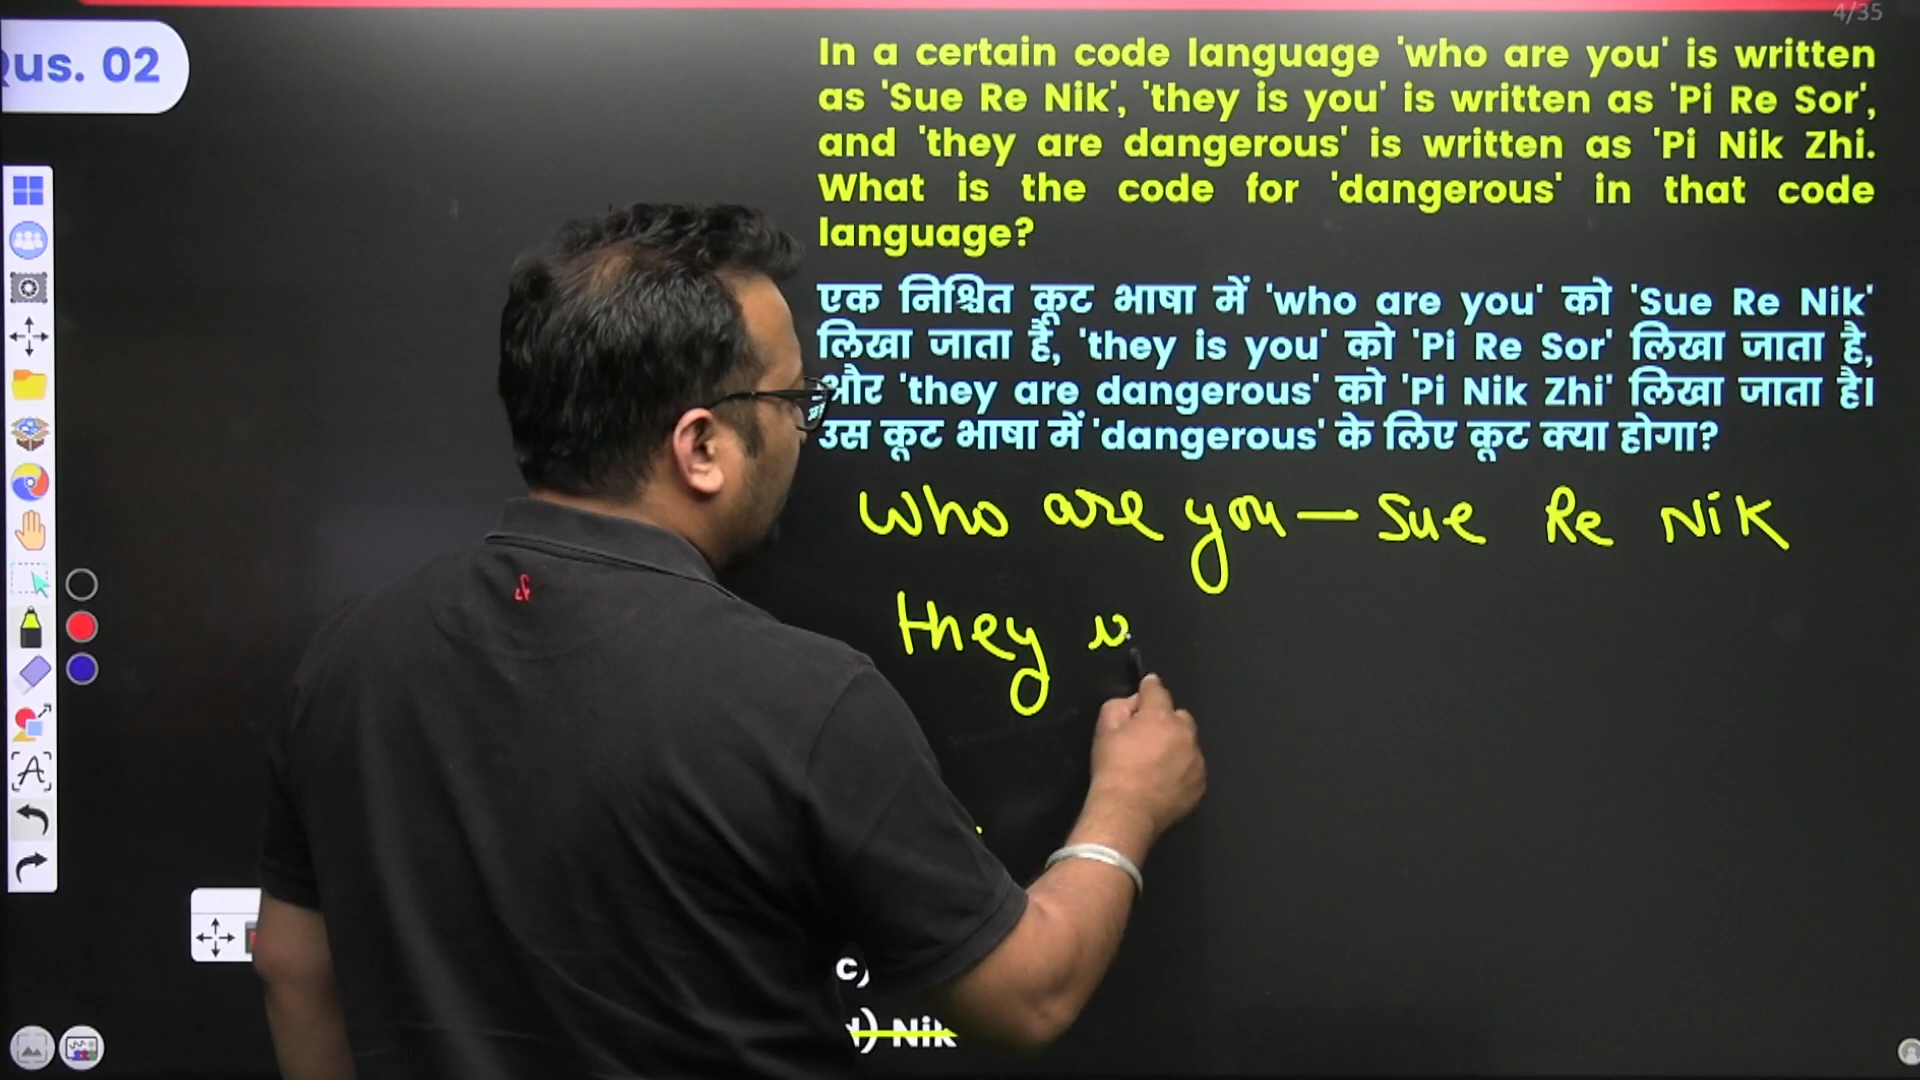 4/35
Qus. 02
In a certain code language 'who are you' is written
as 'Sue Re Nik', 'they is you' is written as 'Pi Re Sor',
and 'they are dangerous' is written as 'Pi Nik Zhi.
What is the code for 'dangerous' in that code
language?
एक निश्चित कूट भाषा में 'who are you' को 'Sue Re Nik'
लिखा जाता है, 'they is you' को 'Pi Re Sor' लिखा जाता है,
और 'they are dangerous' को 'Pi Nik Zhi' लिखा जाता है।
उस कूट भाषा में 'dangerous' के लिए कूट क्या होगा?
Who are you — Sue Re Nik
they
c)
d) Nik